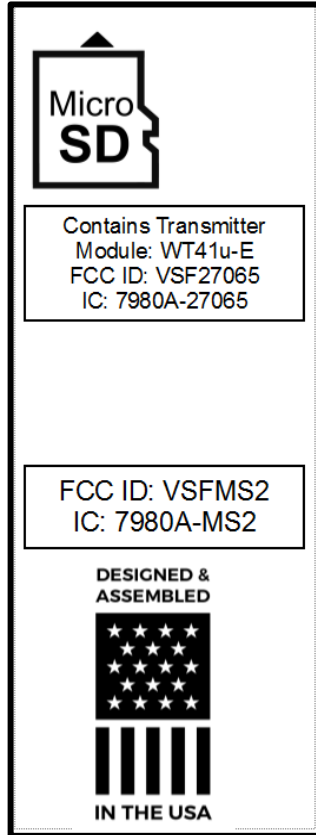 Micro
SD
Contains Transmitter
Module: WT41u-E
FCC ID: VSF27065
IC: 7980A-27065
FCC ID: VSFMS2
IC: 7980A-MS2
DESIGNED &
ASSEMBLED
IN THE USA